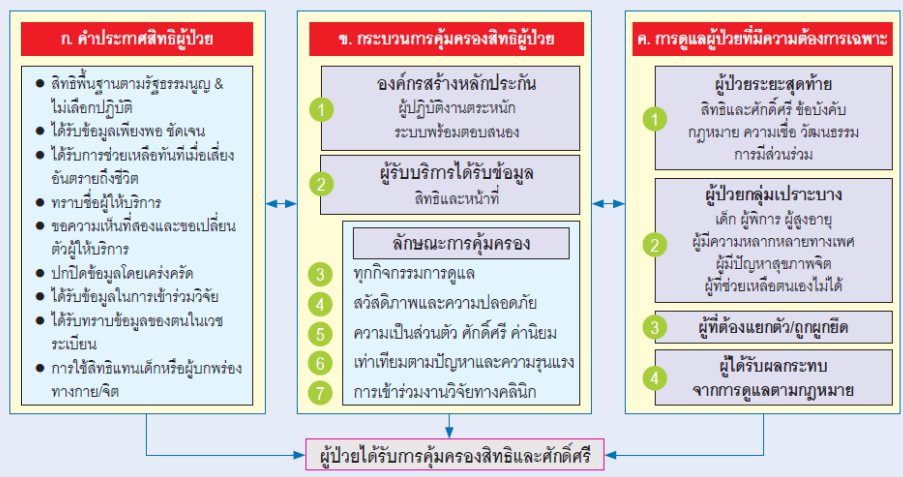 ก. คำประกาศสิทธิผู้ป่วย
● สิทธิพื้นฐานตามรัฐธรรมนูญ &
ไม่เลือกปฏิบัติ
● ได้รับข้อมูลเพียงพอ ชัดเจน
● ได้รับการช่วยเหลือทันทีเมื่อเสี่ยง
อันตรายถึงชีวิต
● ทราบชื่อผู้ให้บริการ
● ขอความเห็นที่สองและขอเปลี่ยน
ตัวผู้ให้บริการ
● ปกปิดข้อมูลโดยเคร่งครัด
● ได้รับข้อมูลในการเข้าร่วมวิจัย
● ได้รับทราบข้อมูลของตนในเวช
ระเบียน
● การใช้สิทธิแทนเด็กหรือผู้บกพร่อง
ทางกาย/จิต
ข. กระบวนการคุ้มครองสิทธิผู้ป่วย
องค์กรสร้างหลักประกัน
1 ผู้ปฏิบัติงานตระหนัก
ระบบพร้อมตอบสนอง
2 ผู้รับบริการได้รับข้อมูล
สิทธิและหน้าที่
ลักษณะการคุ้มครอง
3 ทุกกิจกรรมการดูแล
4 สวัสดิภาพและความปลอดภัย
5 ความเป็นส่วนตัว ศักดิ์ศรี ค่านิยม
6 เท่าเทียมตามปัญหาและความรุนแรง
7 การเข้าร่วมงานวิจัยทางคลินิก
ค. การดูแลผู้ป่วยที่มีความต้องการเฉพาะ
ผู้ป่วยระยะสุดท้าย
สิทธิและศักดิ์ศรี ข้อบังคับ
1 กฎหมาย ความเชื่อ วัฒนธรรม
การมีส่วนร่วม
ผู้ป่วยกลุ่มเปราะบาง
เด็ก ผู้พิการ ผู้สูงอายุ
2 ผู้มีความหลากหลายทางเพศ
ผู้มีปัญหาสุขภาพจิต
ผู้ที่ช่วยเหลือตนเองไม่ได้
3 ผู้ที่ต้องแยกตัว/ถูกผูกยึด
4 ผู้ได้รับผลกระทบ
จากการดูแลตามกฎหมาย
ผู้ป่วยได้รับการคุ้มครองสิทธิและศักดิ์ศรี